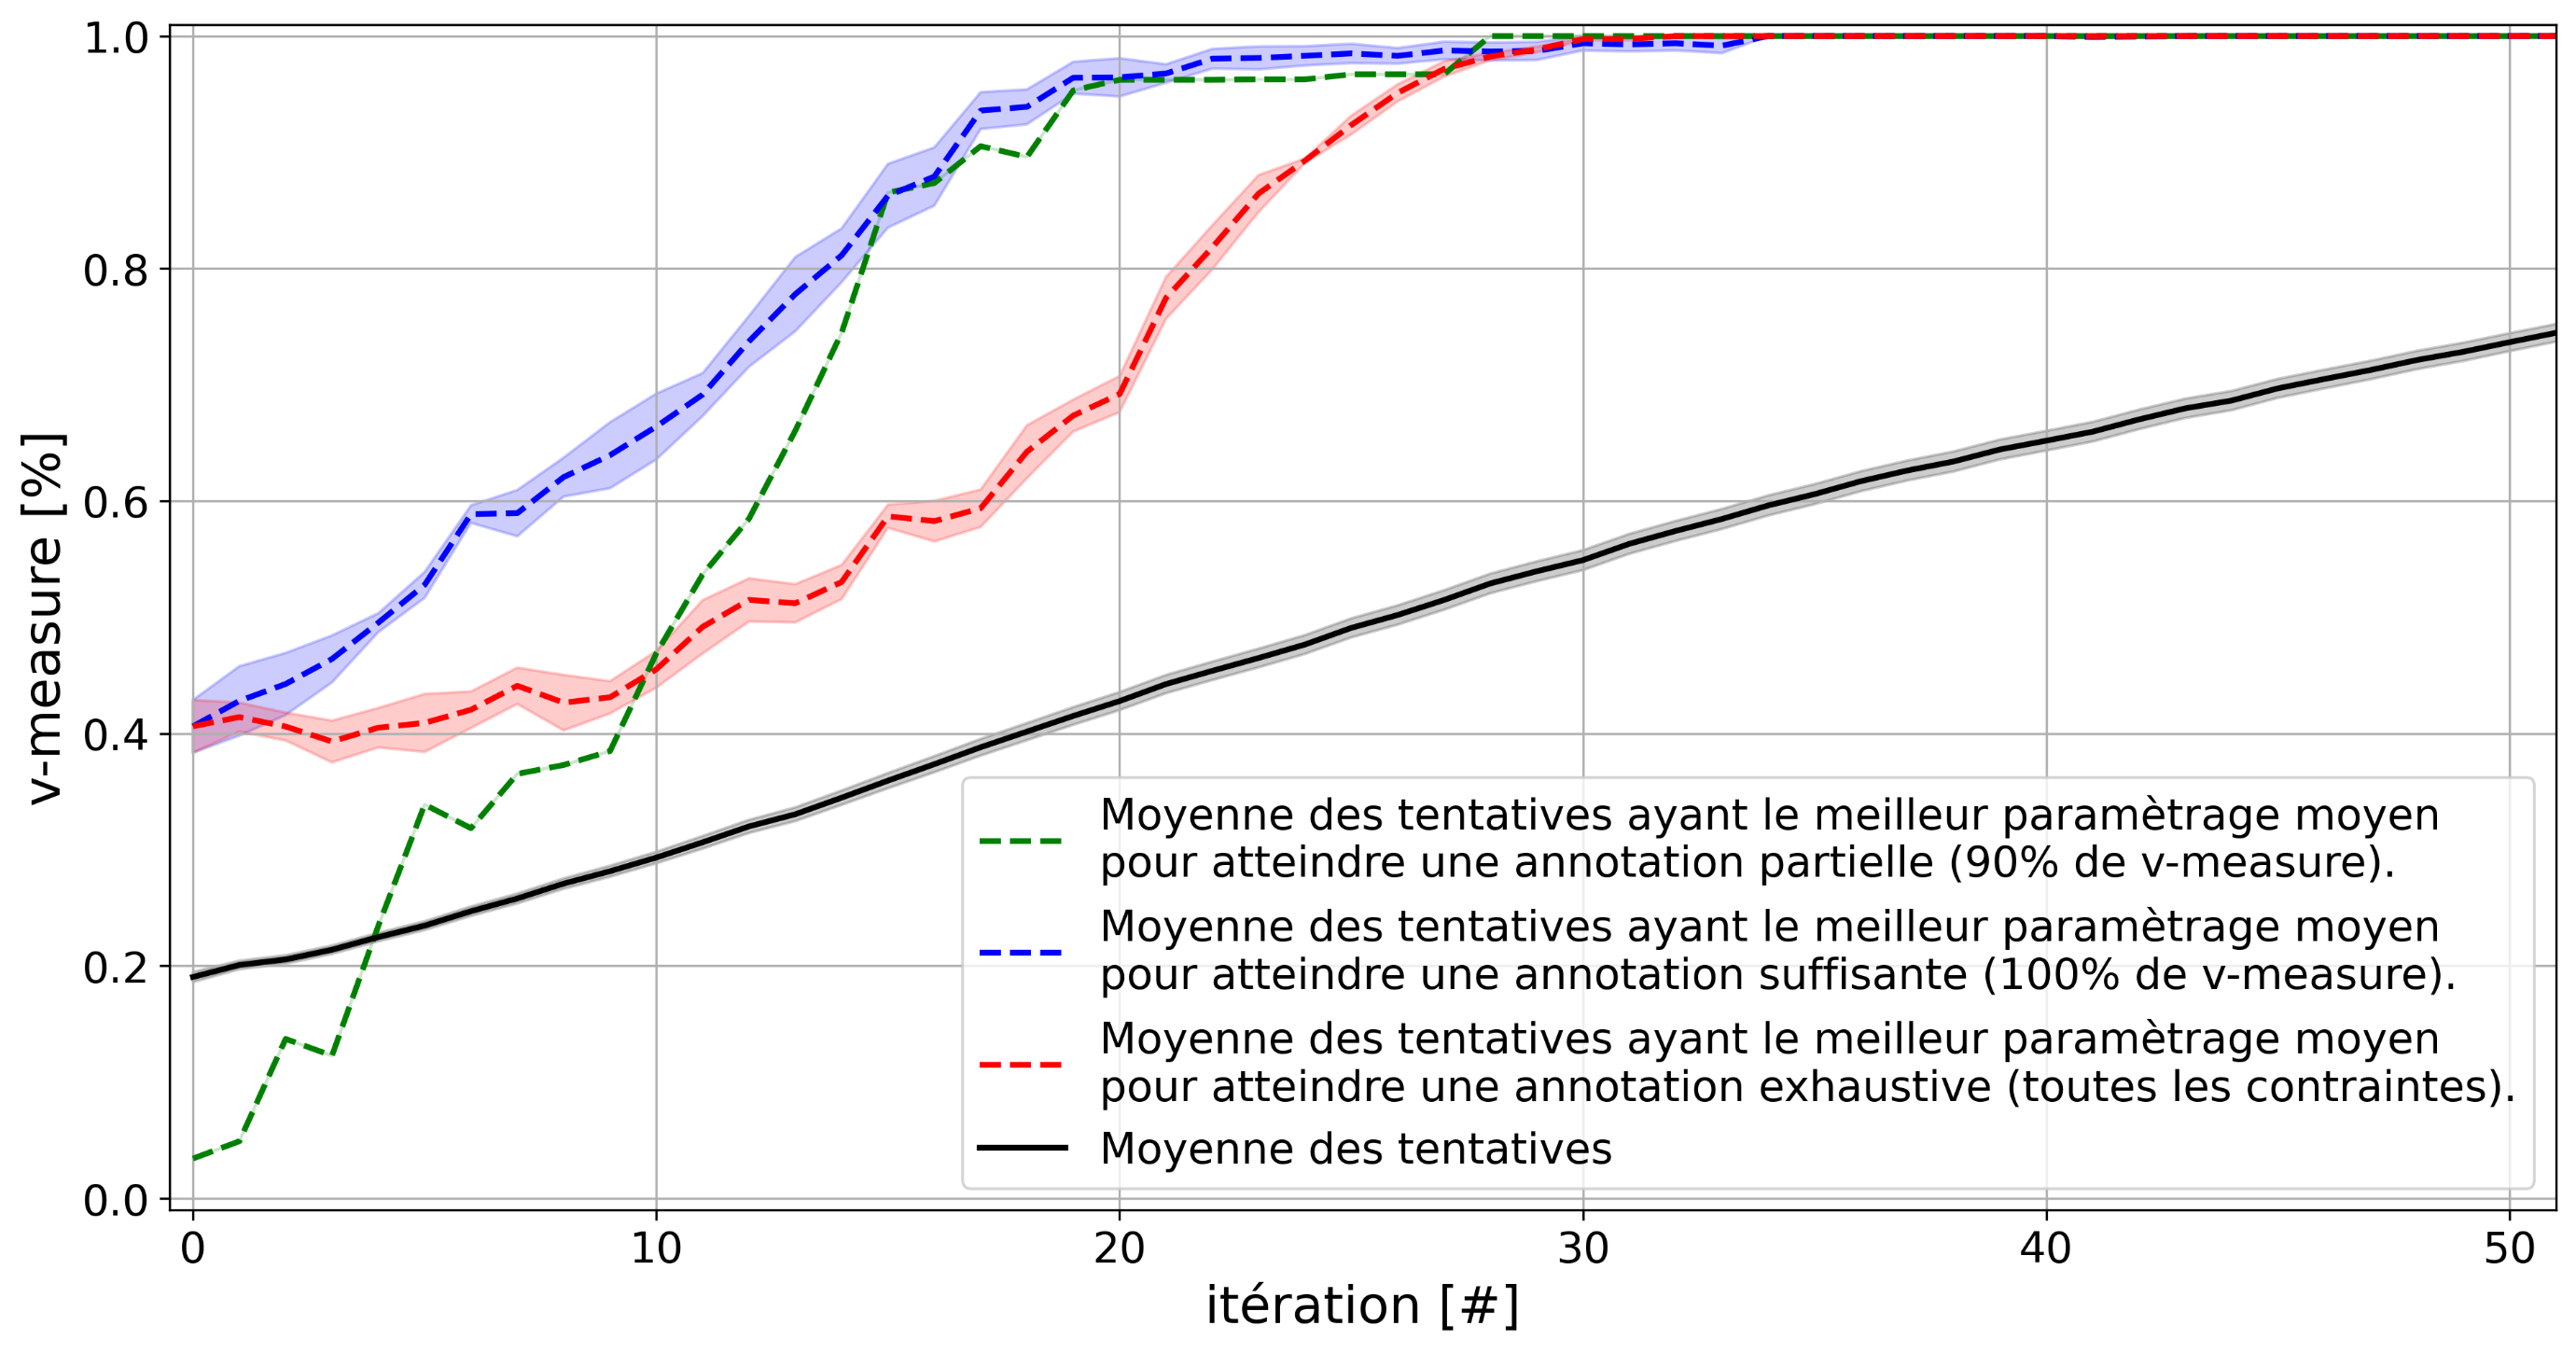 1.0
0.8
0.6
0.4
0.2
0.0
v-measure [%]
Moyenne des tentatives ayant le meilleur paramètrage moyen
pour atteindre une annotation partielle (90% de v-measure).
Moyenne des tentatives ayant le meilleur paramètrage moyen
pour atteindre une annotation suffisante (100% de v-measure).
Moyenne des tentatives ayant le meilleur paramètrage moyen
pour atteindre une annotation exhaustive (toutes les contraintes).
Moyenne des tentatives
0 10 20 30 40 50
itération [#]